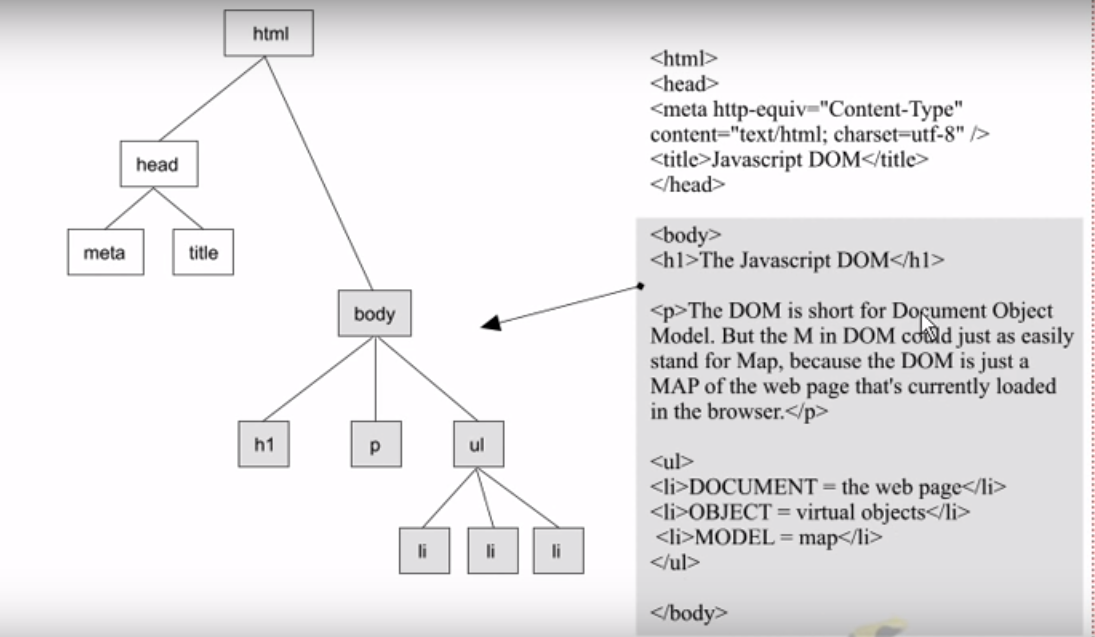 html
head
meta
title
body
h1
p
ul
li
li
li
<html>
<head>
<meta http-equiv="Content-Type"
content="text/html; charset=utf-8" />
<title>Javascript DOM</title>
</head>
<body>
<h1>The Javascript DOM</h1>
<p>The DOM is short for Document Object
Model. But the M in DOM could just as easily
stand for Map, because the DOM is just a
MAP of the web page that's currently loaded
in the browser.</p>
<ul>
<li>DOCUMENT = the web page</li>
<li>OBJECT = virtual objects</li>
<li>MODEL = map</li>
</ul>
</body>